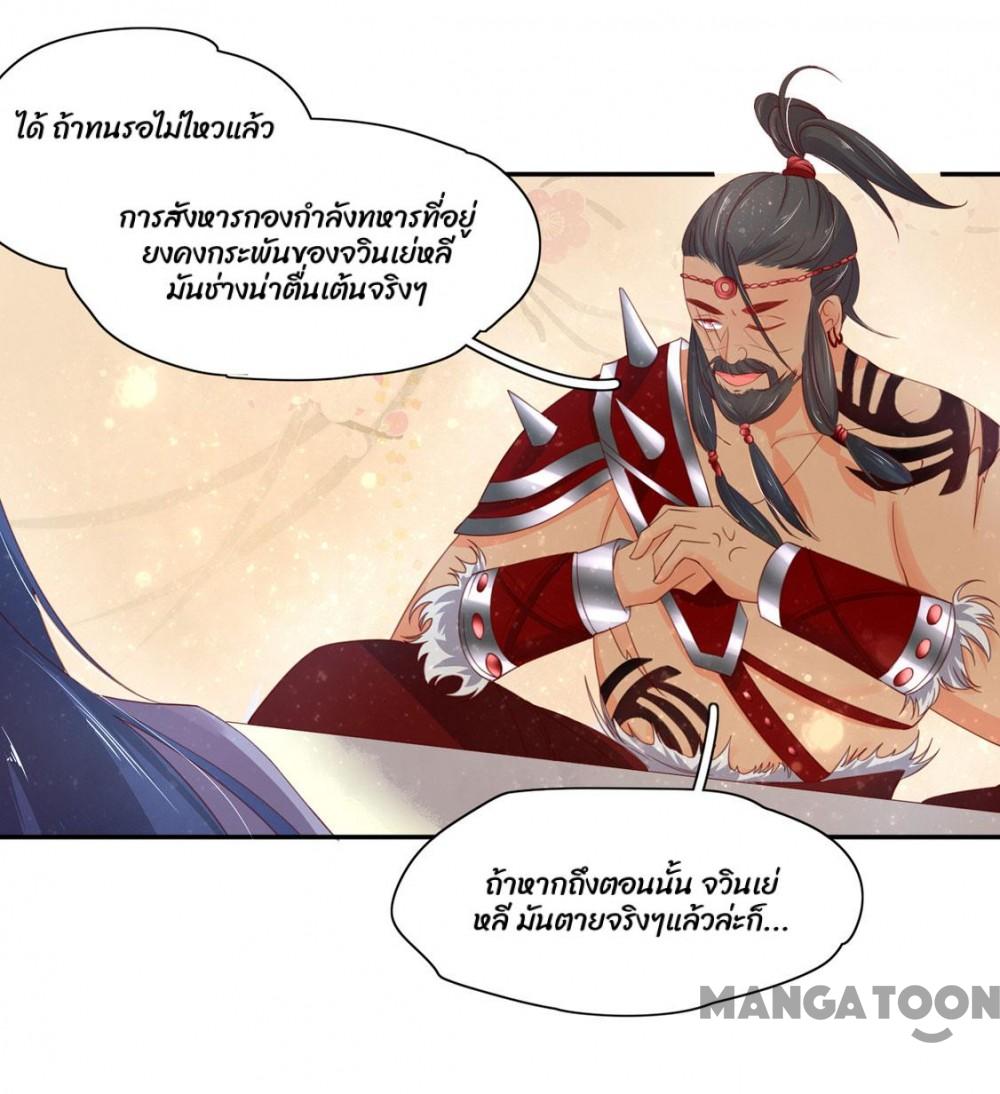 ได้ ถ้าทนรอไม่ไหวแล้ว
การสังหารกองกำลังทหารที่อยู่
ยงคงกระพันของจวินเย่หลี
มันช่างน่าตื่นเต้นจริงๆ
ถ้าหากถึงตอนนั้น จวินเย่
หลี มันตายจริงๆแล้วล่ะก็...
MANGATOON